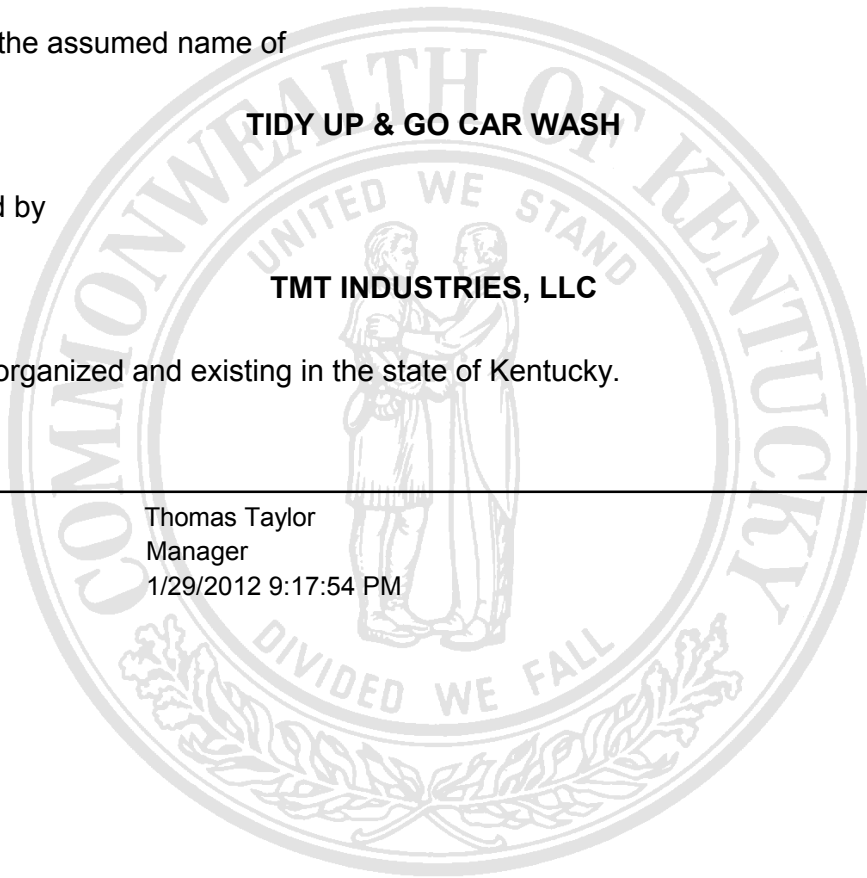 the assumed name of
TIDY UP & GO CAR WASH
d by
TMT INDUSTRIES, LLC
organized and existing in the state of Kentucky.
Thomas Taylor
Manager
1/29/2012 9:17:54 PM
COMMONWEALTH OF KENTUCKY
UNITED WE STAND
DIVIDED WE FALL